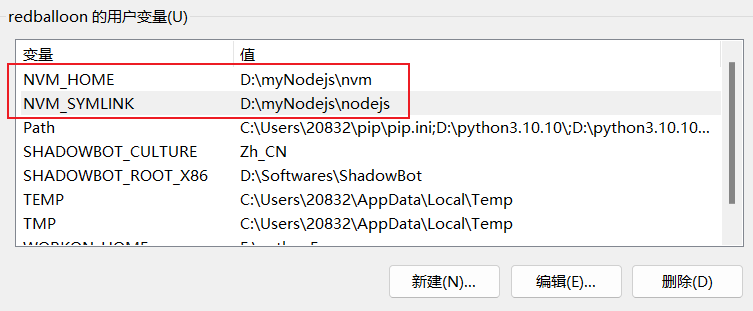 redballoon 的用户变量(U)
变量 值
NVM_HOME D:\myNodejs\nvm
NVM_SYMLINK D:\myNodejs\nodejs
Path C:\Users\20832\pip\pip.ini;D:\python3.10.10\;D:\python3.10.10...
SHADOWBOT_CULTURE Zh_CN
SHADOWBOT_ROOT_X86 D:\Softwares\ShadowBot
TEMP C:\Users\20832\AppData\Local\Temp
TMP C:\Users\20832\AppData\Local\Temp
WORKON_HOME
新建(N)... 编辑(E)... 删除(D)